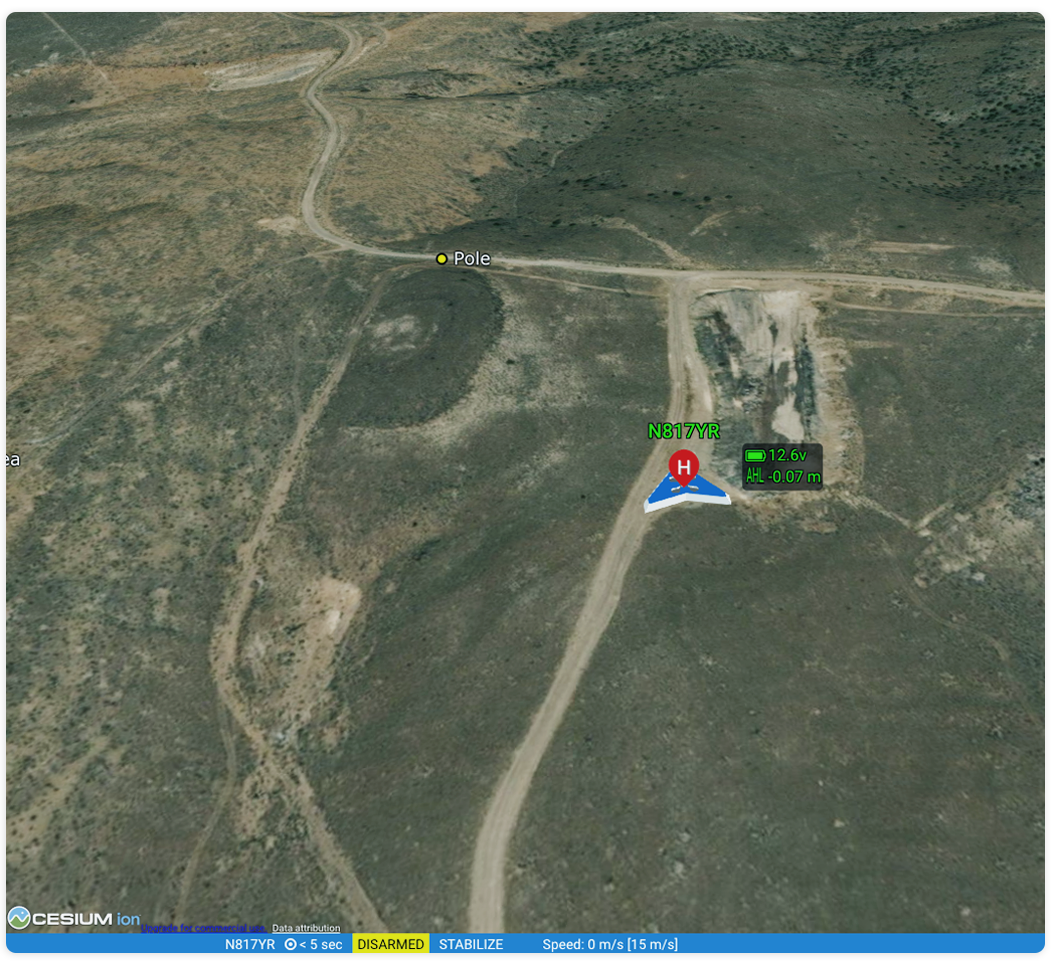 Pole
N817YR
H
12.6v
AHL -0.07 m
ea
CESIUM ion
Upgrade for commercial use.
Data attribution
N817YR < 5 sec DISARMED STABILIZE Speed: 0 m/s [15 m/s]